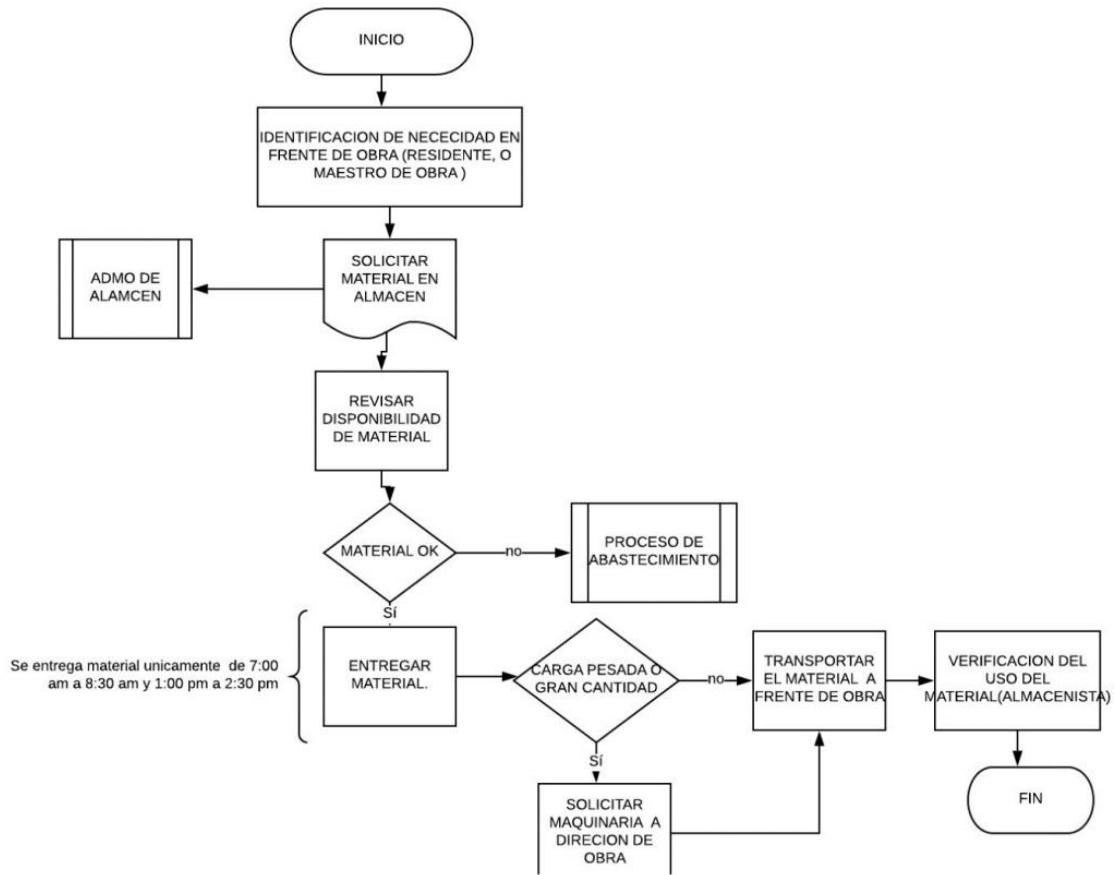 INICIO
IDENTIFICACION DE NECECIDAD EN
FRENTE DE OBRA (RESIDENTE, O
MAESTRO DE OBRA )
SOLICITAR
MATERIAL EN
ALMACEN
ADMO DE
ALAMCEN
REVISAR
DISPONIBILIDAD
DE MATERIAL
MATERIAL OK
no
PROCESO DE
ABASTECIMIENTO
Sí
Se entrega material unicamente de 7:00
am a 8:30 am y 1:00 pm a 2:30 pm
ENTREGAR
MATERIAL.
CARGA PESADA O
GRAN CANTIDAD
no
TRANSPORTAR
EL MATERIAL A
FRENTE DE OBRA
VERIFICACION DEL
USO DEL
MATERIAL(ALMACENISTA)
Sí
SOLICITAR
MAQUINARIA A
DIRECION DE
OBRA
FIN